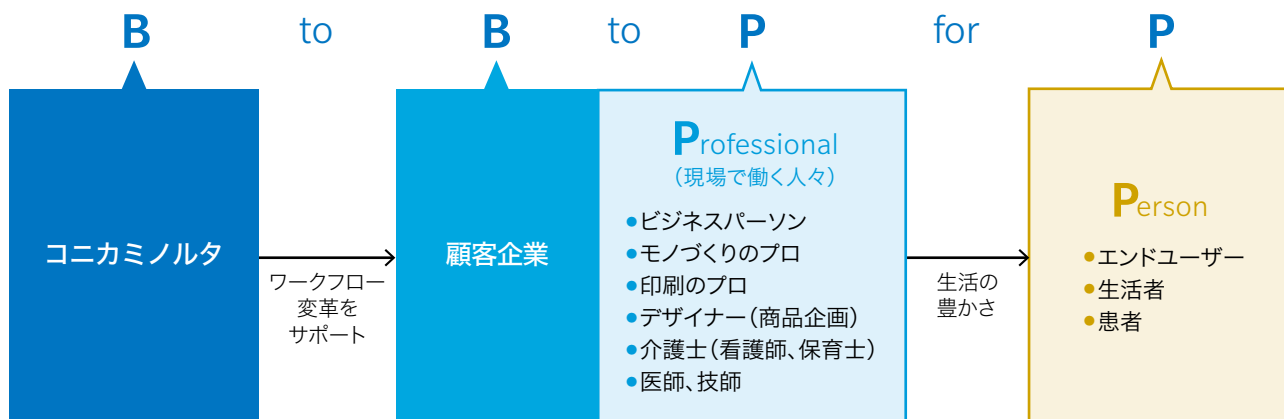 B to B to P for P
コニカミノルタ
ワークフロー
変革を
サポート
顧客企業
Professional
（現場で働く人々）
●ビジネスパーソン
●モノづくりのプロ
●印刷のプロ
●デザイナー（商品企画）
●介護士（看護師、保育士）
●医師、技師
生活の
豊かさ
Person
●エンドユーザー
●生活者
●患者